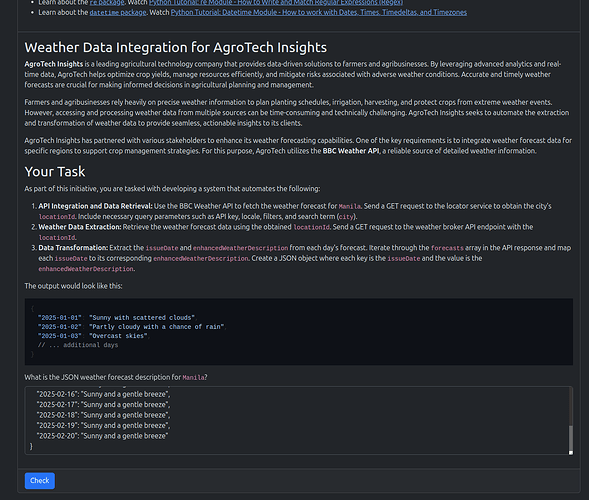 Learn about the re package. Watch Python Tutorial: re Module - How to Write and Match Regular Expressions (Regex)
Learn about the datetime package. Watch Python Tutorial: Datetime Module - How to work with Dates, Times, Timedeltas, and Timezones
Weather Data Integration for AgroTech Insights
AgroTech Insights is a leading agricultural technology company that provides data-driven solutions to farmers and agribusinesses. By leveraging advanced analytics and real-
time data, AgroTech helps optimize crop yields, manage resources efficiently, and mitigate risks associated with adverse weather conditions. Accurate and timely weather
forecasts are crucial for making informed decisions in agricultural planning and management.
Farmers and agribusinesses rely heavily on precise weather information to plan planting schedules, irrigation, harvesting, and protect crops from extreme weather events.
However, accessing and processing weather data from multiple sources can be time-consuming and technically challenging. AgroTech Insights seeks to automate the extraction
and transformation of weather data to provide seamless, actionable insights to its clients.
AgroTech Insights has partnered with various stakeholders to enhance its weather forecasting capabilities. One of the key requirements is to integrate weather forecast data for
specific regions to support crop management strategies. For this purpose, AgroTech utilizes the BBC Weather API, a reliable source of detailed weather information.
Your Task
As part of this initiative, you are tasked with developing a system that automates the following:
1. API Integration and Data Retrieval: Use the BBC Weather API to fetch the weather forecast for Manila. Send a GET request to the locator service to obtain the city's
locationId. Include necessary query parameters such as API key, locale, filters, and search term (city).
2. Weather Data Extraction: Retrieve the weather forecast data using the obtained locationId. Send a GET request to the weather broker API endpoint with the
locationId.
3. Data Transformation: Extract the issueDate and enhancedWeatherDescription from each day's forecast. Iterate through the forecasts array in the API response and map
each issueDate to its corresponding enhancedWeatherDescription. Create a JSON object where each key is the issueDate and the value is the
enhancedWeatherDescription.
The output would look like this:
{
"2025-01-01": "Sunny with scattered clouds",
"2025-01-02": "Partly cloudy with a chance of rain",
"2025-01-03": "Overcast skies",
// ... additional days
}
What is the JSON weather forecast description for Manila?
"2025-02-16": "Sunny and a gentle breeze",
"2025-02-17": "Sunny and a gentle breeze",
"2025-02-18": "Sunny and a gentle breeze",
"2025-02-19": "Sunny and a gentle breeze",
"2025-02-20": "Sunny and a gentle breeze"
}
Check